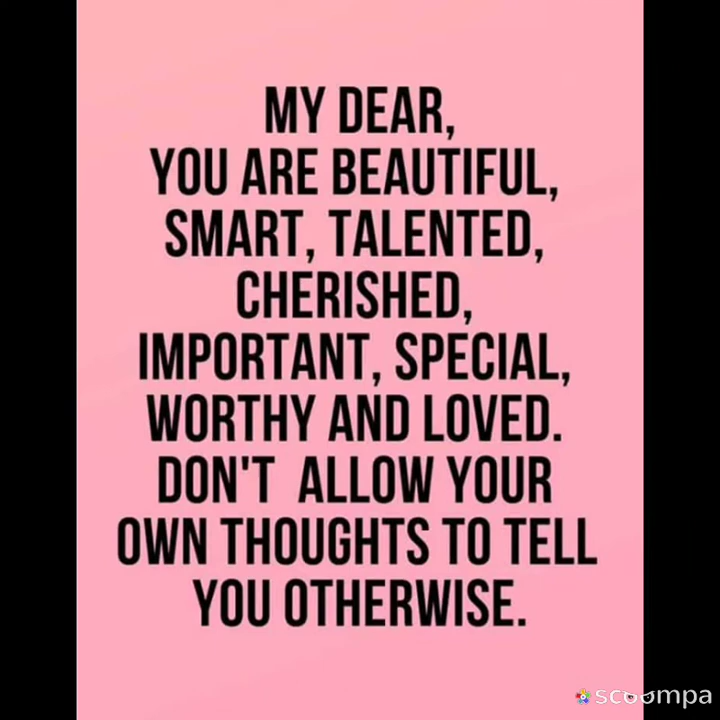 MY DEAR,
YOU ARE BEAUTIFUL,
SMART, TALENTED,
CHERISHED,
IMPORTANT, SPECIAL,
WORTHY AND LOVED.
DON'T ALLOW YOUR
OWN THOUGHTS TO TELL
YOU OTHERWISE.
scoompa